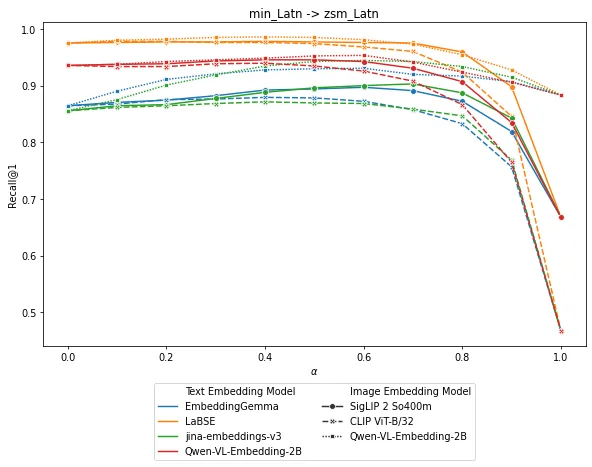 min_Latn -> zsm_Latn
Recall@1
1.0
0.9
0.8
0.7
0.6
0.5
0.0 0.2 0.4 0.6 0.8 1.0
α
Text Embedding Model
EmbeddingGemma
LaBSE
jina-embeddings-v3
Qwen-VL-Embedding-2B
Image Embedding Model
SigLIP 2 So400m
CLIP ViT-B/32
Qwen-VL-Embedding-2B